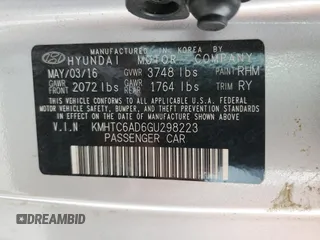 MANUFACTURED IN KOREA BY
HYUNDAI MOTOR COMPANY
MAY/03/16 GVWR 3748 lbs PAINT RHM
GAWR FRONT 2072 lbs GAWR REAR 1764 lbs TRIM RY
THIS VEHICLE CONFORMS TO ALL APPLICABLE U.S. FEDERAL
MOTOR VEHICLE SAFETY, BUMPER, AND THEFT PREVENTION
STANDARDS IN EFFECT ON THE DATE OF MANUFACTURE SHOWN ABOVE.
V.I.N KMHTC6AD6GU298223
PASSENGER CAR
DREAMBID